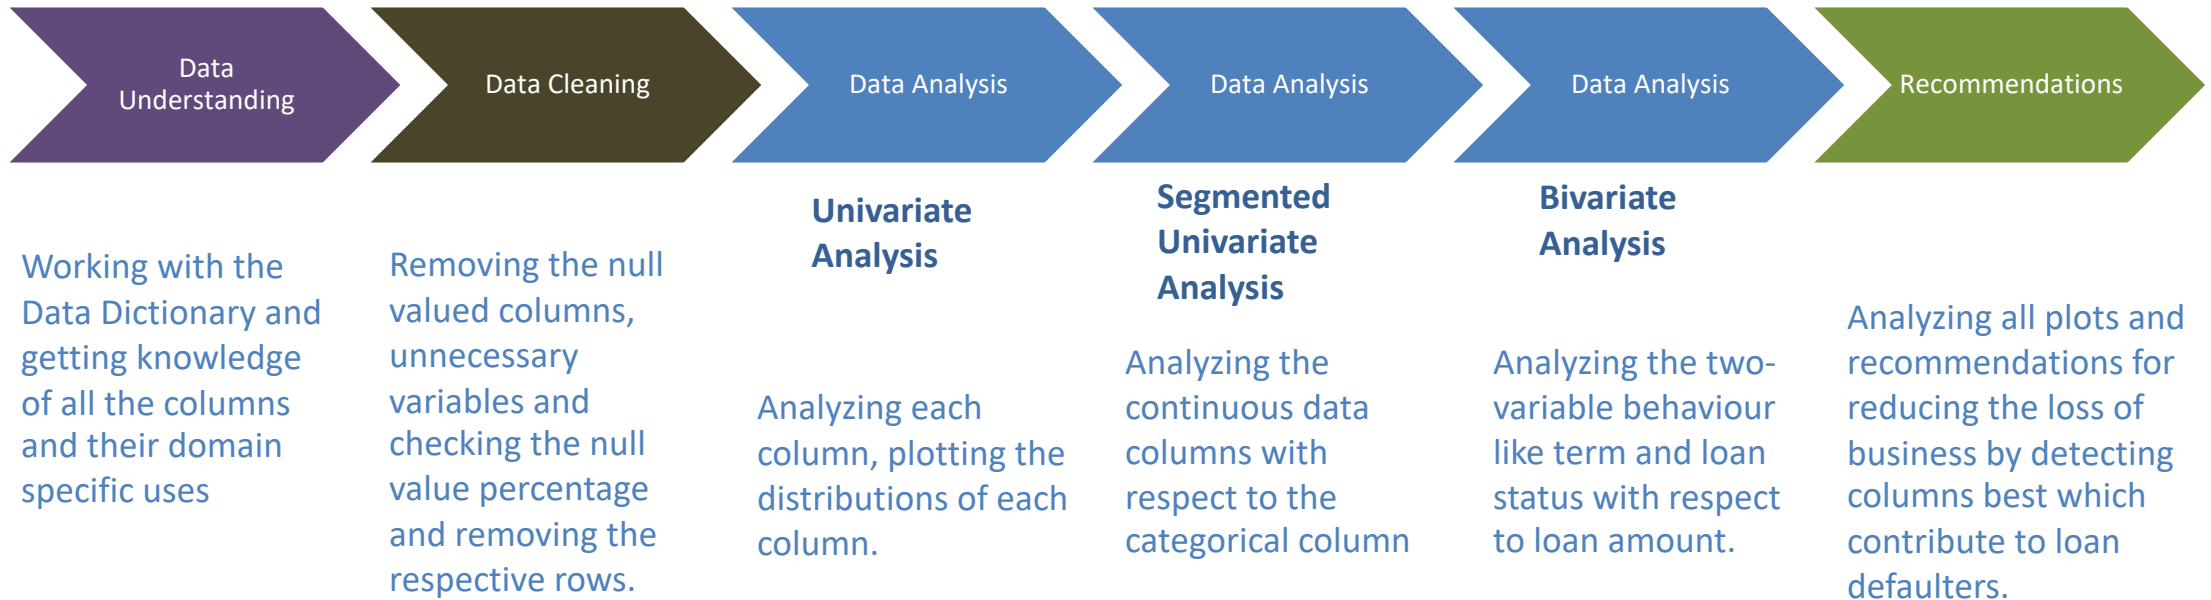 Data
Understanding
Data Cleaning
Data Analysis
Data Analysis
Data Analysis
Recommendations
Working with the
Data Dictionary and
getting knowledge
of all the columns
and their domain
specific uses
Removing the null
valued columns,
unnecessary
variables and
checking the null
value percentage
and removing the
respective rows.
Univariate
Analysis
Analyzing each
column, plotting the
distributions of each
column.
Segmented
Univariate
Analysis
Analyzing the
continuous data
columns with
respect to the
categorical column
Bivariate
Analysis
Analyzing the two-
variable behaviour
like term and loan
status with respect
to loan amount.
Analyzing all plots and
recommendations for
reducing the loss of
business by detecting
columns best which
contribute to loan
defaulters.